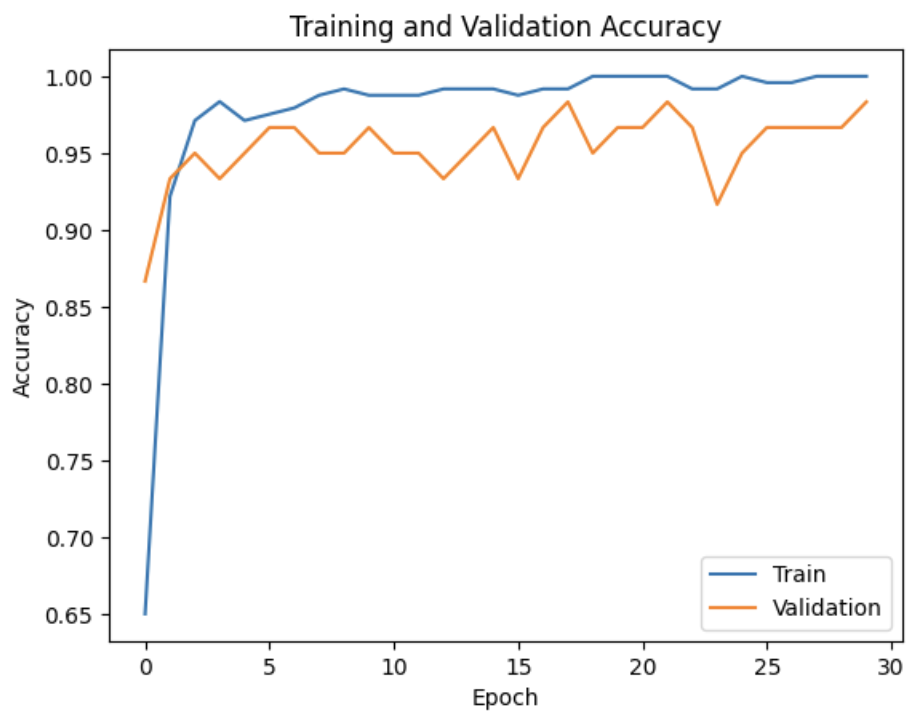 Training and Validation Accuracy
1.00
0.95
0.90
0.85
0.80
0.75
0.70
0.65
Accuracy
Train
Validation
0 5 10 15 20 25 30
Epoch